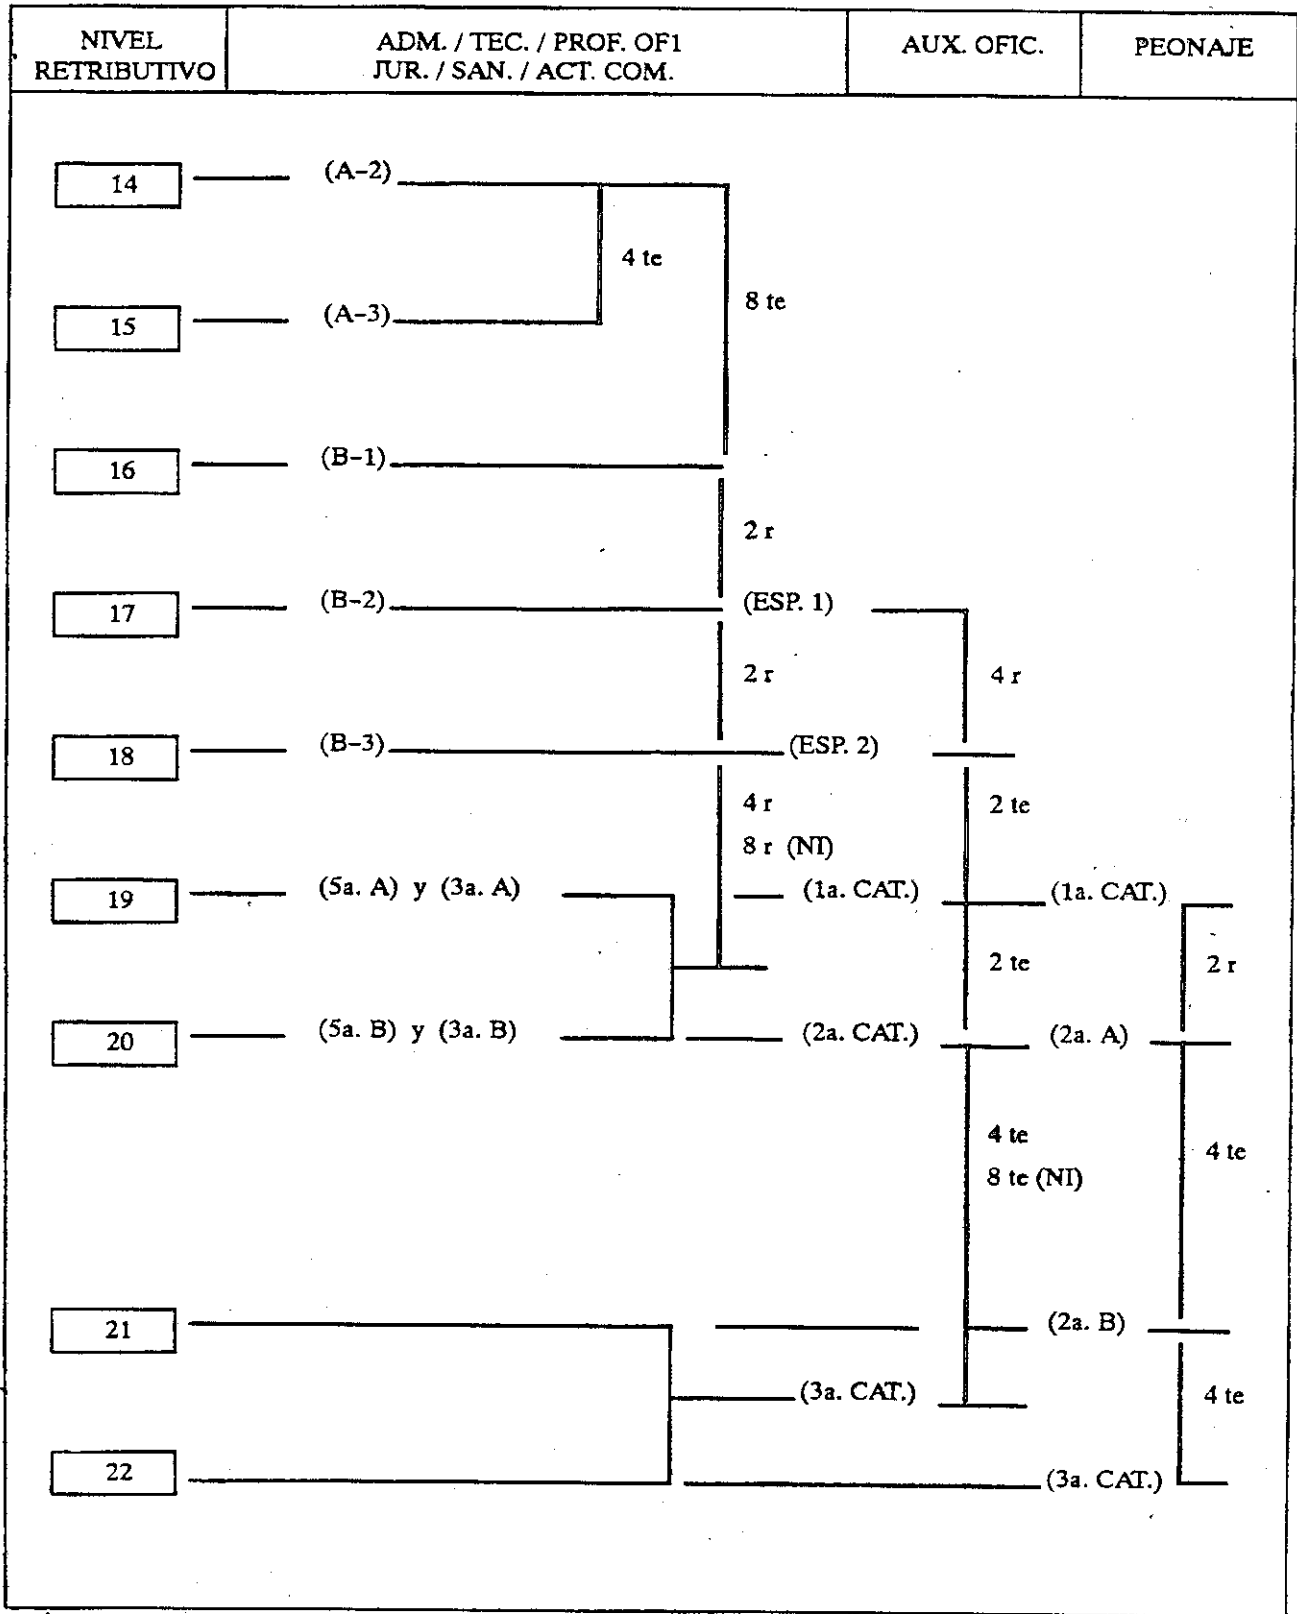 NIVEL
RETRIBUTIVO
ADM. / TEC. / PROF. OF1
JUR. / SAN. / ACT. COM.
AUX. OFIC.
PEONAJE
14
(A-2)
4 te
8 te
15
(A-3)
16
(B-1)
2 r
17
(B-2)
(ESP. 1)
2 r
4 r
18
(B-3)
(ESP. 2)
4 r
8 r (NI)
2 te
19
(5a. A) y (3a. A)
(1a. CAT.)
(1a. CAT.)
2 te
2 r
20
(5a. B) y (3a. B)
(2a. CAT.)
(2a. A)
4 te
8 te (NI)
4 te
21
(2a. B)
(3a. CAT.)
4 te
22
(3a. CAT.)